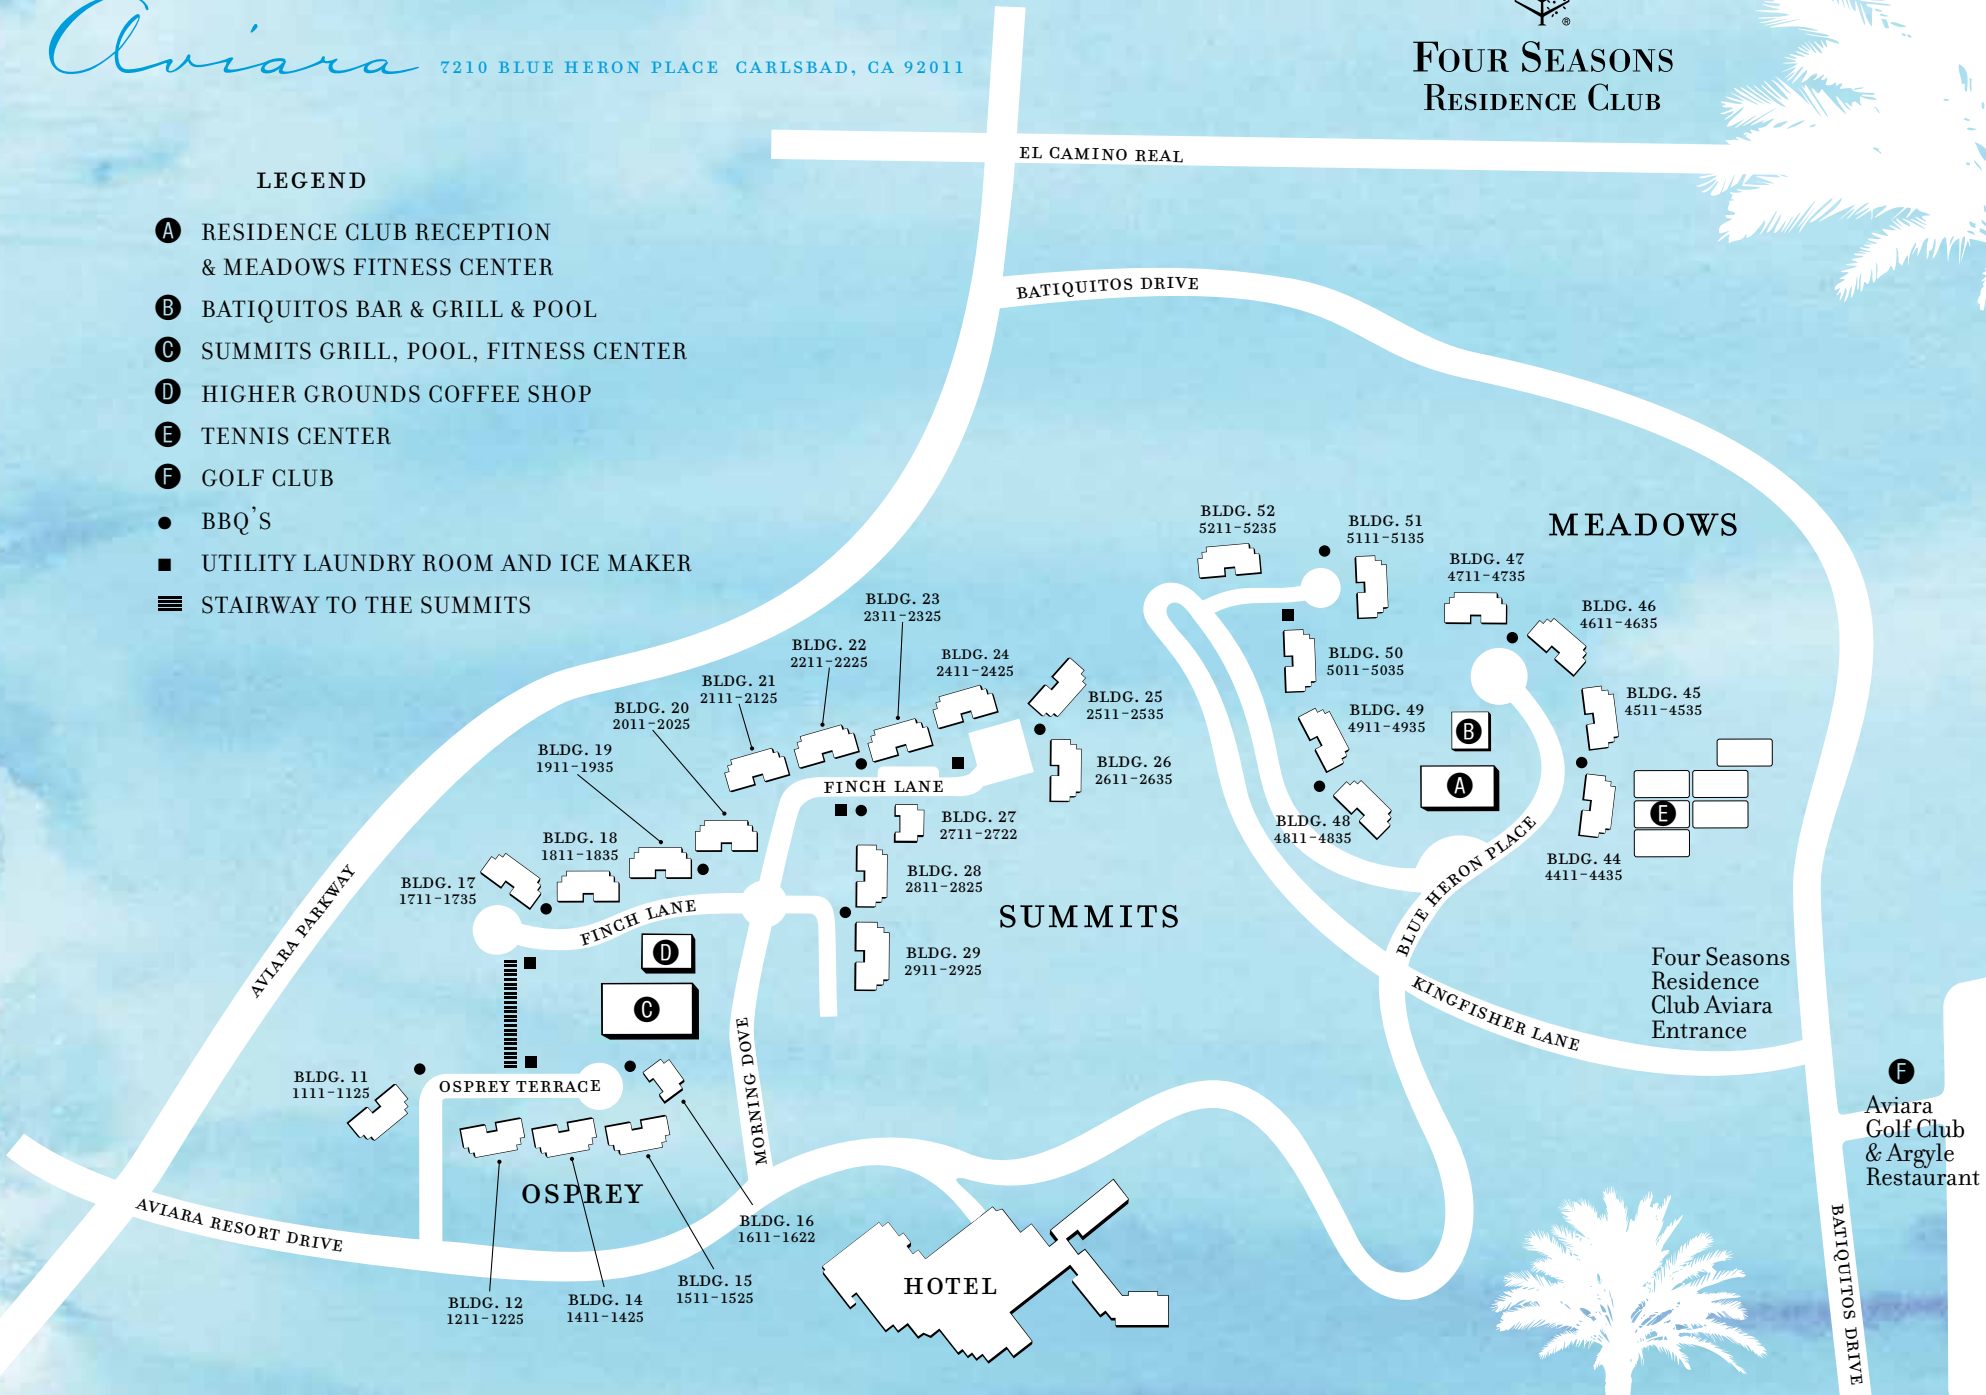 Aviara
7210 BLUE HERON PLACE CARLSBAD, CA 92011
®
FOUR SEASONS
RESIDENCE CLUB
EL CAMINO REAL
BATIQUITOS DRIVE
LEGEND
A RESIDENCE CLUB RECEPTION
& MEADOWS FITNESS CENTER
B BATIQUITOS BAR & GRILL & POOL
C SUMMITS GRILL, POOL, FITNESS CENTER
D HIGHER GROUNDS COFFEE SHOP
E TENNIS CENTER
F GOLF CLUB
BBQ'S
UTILITY LAUNDRY ROOM AND ICE MAKER
STAIRWAY TO THE SUMMITS
MEADOWS
BLDG. 52
5211-5235
BLDG. 51
5111-5135
BLDG. 47
4711-4735
BLDG. 46
4611-4635
BLDG. 50
5011-5035
BLDG. 45
4511-4535
BLDG. 49
4911-4935
B
A
E
BLDG. 48
4811-4835
BLDG. 44
4411-4435
BLUE HERON PLACE
KINGFISHER LANE
Four Seasons
Residence
Club Aviara
Entrance
BLDG. 23
2311-2325
BLDG. 22
2211-2225
BLDG. 24
2411-2425
BLDG. 21
2111-2125
BLDG. 25
2511-2535
BLDG. 20
2011-2025
BLDG. 19
1911-1935
BLDG. 26
2611-2635
FINCH LANE
BLDG. 27
2711-2722
BLDG. 18
1811-1835
BLDG. 28
2811-2825
BLDG. 17
1711-1735
SUMMITS
FINCH LANE
D
BLDG. 29
2911-2925
C
AVIARA PARKWAY
MORNING DOVE
BLDG. 11
1111-1125
OSPREY TERRACE
OSPREY
AVIARA RESORT DRIVE
BLDG. 16
1611-1622
BLDG. 15
1511-1525
BLDG. 14
1411-1425
BLDG. 12
1211-1225
HOTEL
F
Aviara
Golf Club
& Argyle
Restaurant
BATIQUITOS DRIVE